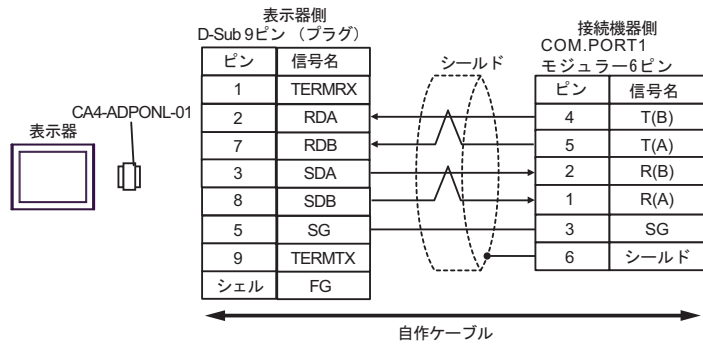 表示器側
D-Sub 9ピン （プラグ）
接続機器側
COM.PORT1
モジュラー6ピン
シールド
CA4-ADPONL-01
表示器
ピン 信号名
1 TERMRX
2 RDA
7 RDB
3 SDA
8 SDB
5 SG
9 TERMTX
シェル FG
ピン 信号名
4 T(B)
5 T(A)
2 R(B)
1 R(A)
3 SG
6 シールド
自作ケーブル